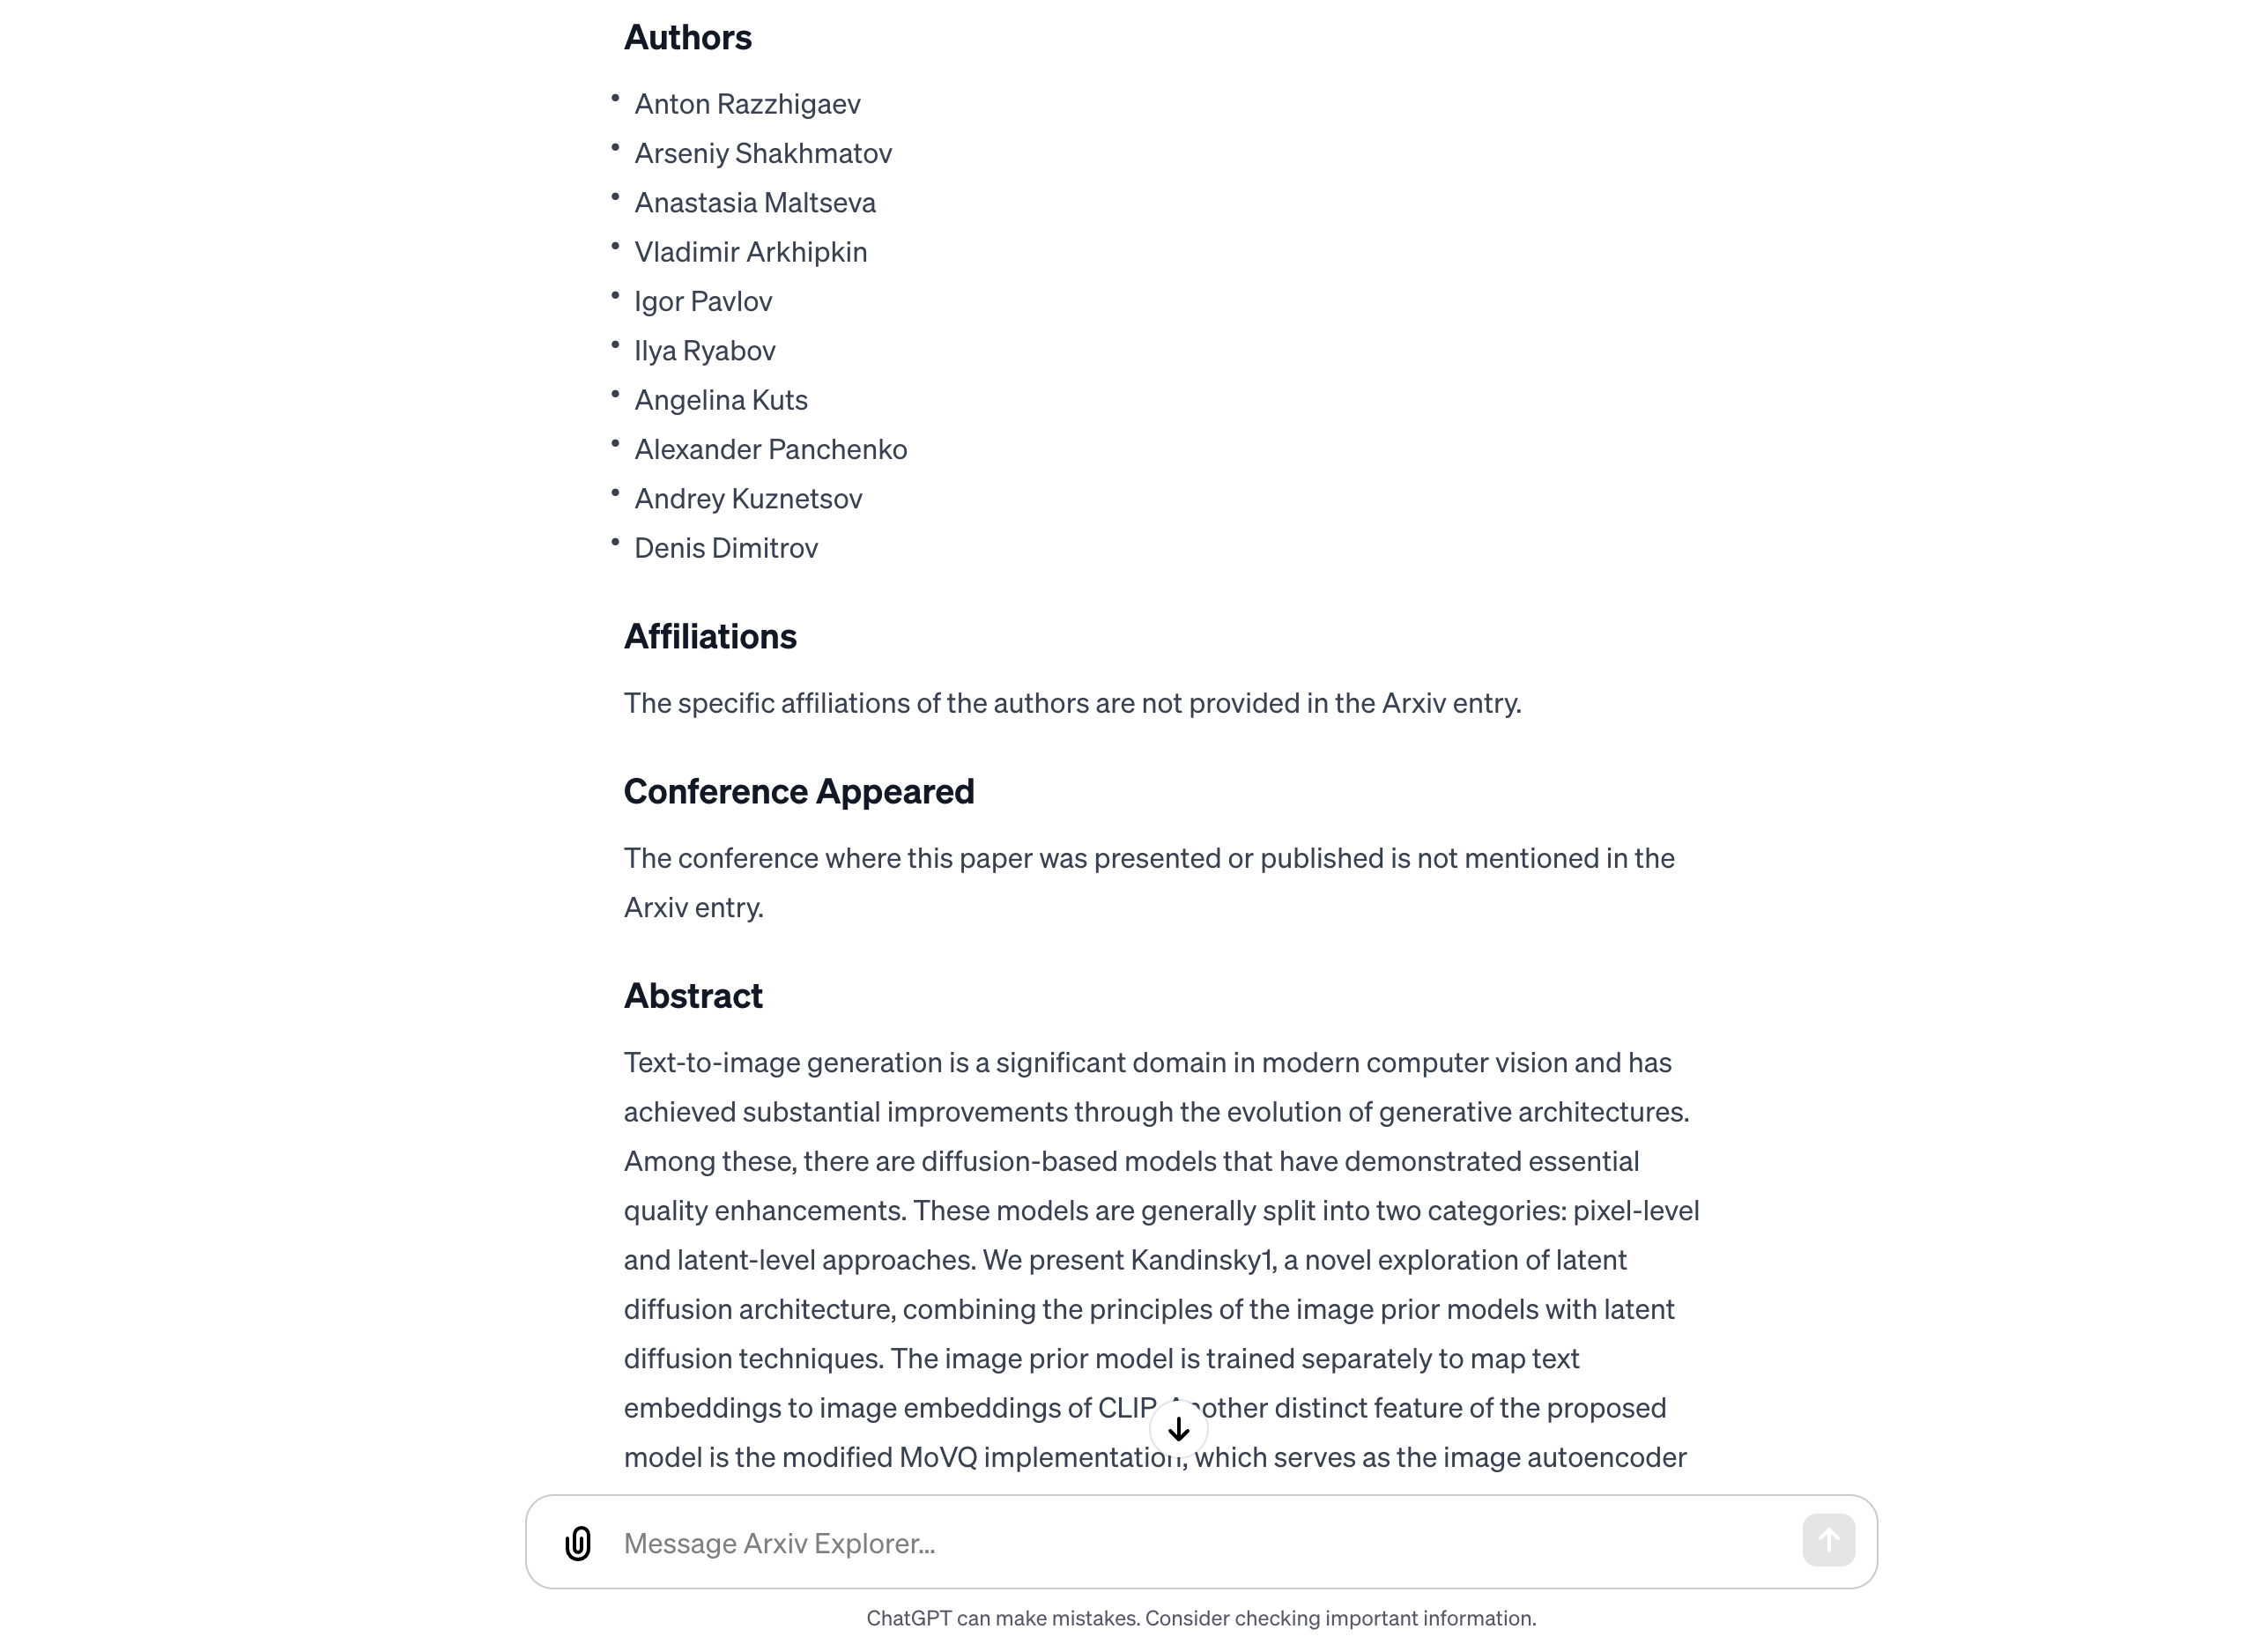 Authors
• Anton Razzhigaev
• Arseniy Shakhmatov
• Anastasia Maltseva
• Vladimir Arkhipkin
• Igor Pavlov
• Ilya Ryabov
• Angelina Kuts
• Alexander Panchenko
• Andrey Kuznetsov
• Denis Dimitrov
Affiliations
The specific affiliations of the authors are not provided in the Arxiv entry.
Conference Appeared
The conference where this paper was presented or published is not mentioned in the
Arxiv entry.
Abstract
Text-to-image generation is a significant domain in modern computer vision and has
achieved substantial improvements through the evolution of generative architectures.
Among these, there are diffusion-based models that have demonstrated essential
quality enhancements. These models are generally split into two categories: pixel-level
and latent-level approaches. We present Kandinsky1, a novel exploration of latent
diffusion architecture, combining the principles of the image prior models with latent
diffusion techniques. The image prior model is trained separately to map text
embeddings to image embeddings of CLIP. Another distinct feature of the proposed
model is the modified MoVQ implementation, which serves as the image autoencoder
Message Arxiv Explorer...
ChatGPT can make mistakes. Consider checking important information.